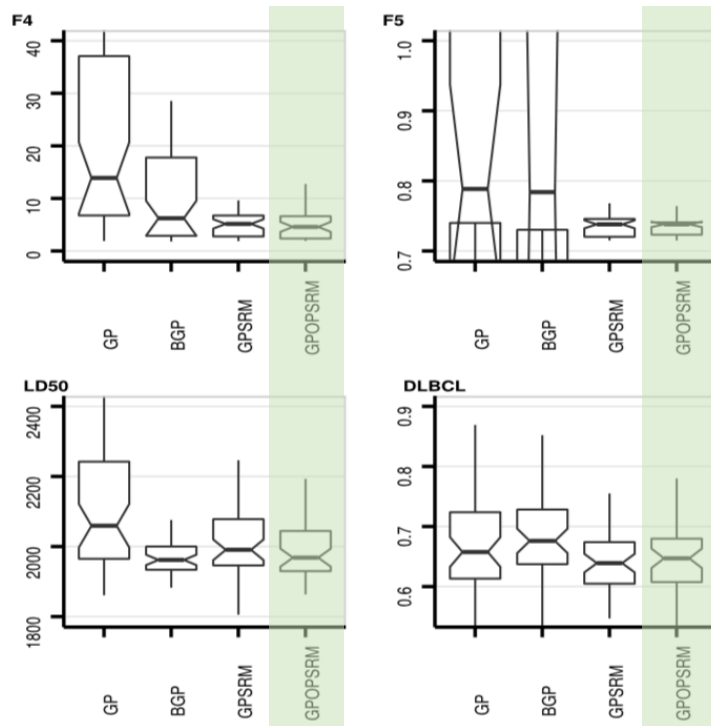 F4
40
30
20
10
0
GP
BGP
GPSRM
GPOPSRM
F5
1.0
0.9
0.8
0.7
GP
BGP
GPSRM
GPOPSRM
LD50
2400
2200
2000
1800
GP
BGP
GPSRM
GPOPSRM
DLBCL
0.9
0.8
0.7
0.6
GP
BGP
GPSRM
GPOPSRM